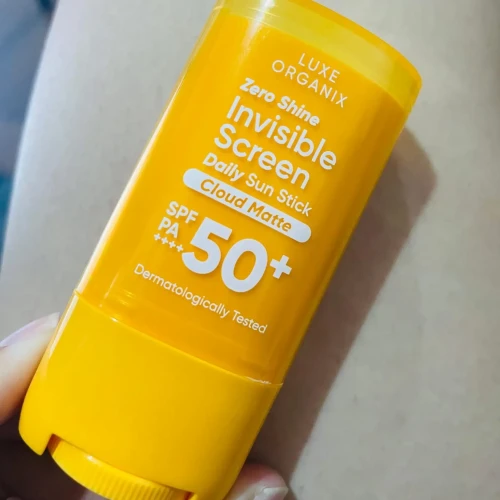 LUXE
ORGANIX
Zero Shine
Invisible
Screen
Daily Sun Stick
Cloud Matte
SPF
PA
++++
50+
Dermatologically Tested